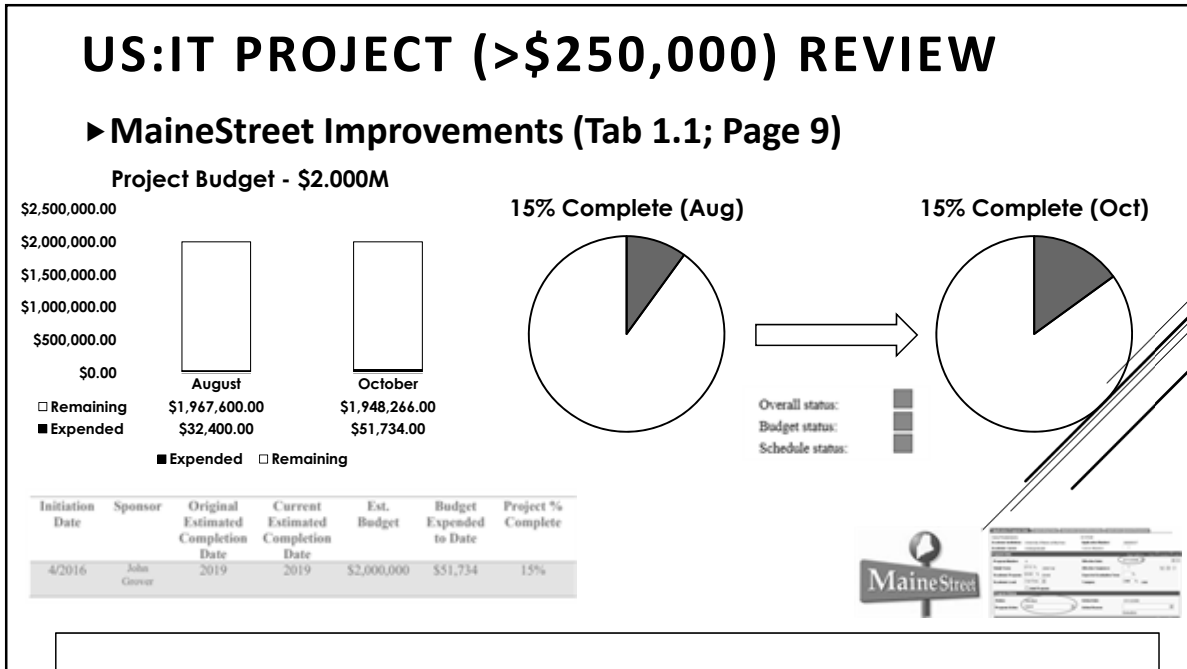 US:IT PROJECT (>$250,000) REVIEW
▶MaineStreet Improvements (Tab 1.1; Page 9)
Project Budget - $2.000M
$2,500,000.00
$2,000,000.00
$1,500,000.00
$1,000,000.00
$500,000.00
$0.00
August October
Remaining $1,967,600.00 $1,948,266.00
Expended $32,400.00 $51,734.00
Expended Remaining
15% Complete (Aug)
15% Complete (Oct)
Overall status:
Budget status:
Schedule status:
Initiation Date Sponsor Original Estimated Completion Date Current Estimated Completion Date Est. Budget Budget Expended to Date Project % Complete
4/2016 John Grover 2019 2019 $2,000,000 $51,734 15%
MaineStreet